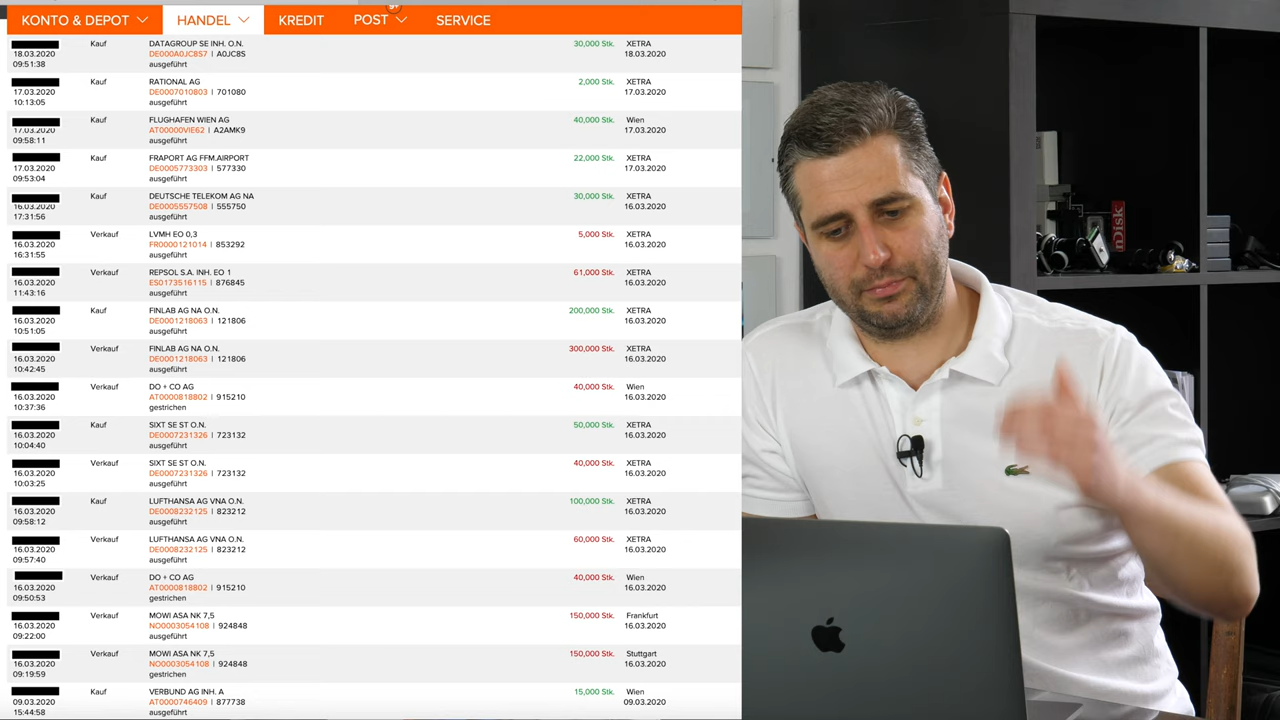 KONTO & DEPOT HANDEL KREDIT POST 9+ SERVICE
Kauf DATAGROUP SE INH. O.N. 30,000 Stk. XETRA
18.03.2020 DE000A0JC8S7 | A0JC8S 18.03.2020
09:51:38 ausgeführt
Kauf RATIONAL AG 2,000 Stk. XETRA
17.03.2020 DE0007010803 | 701080 17.03.2020
10:13:05 ausgeführt
Kauf FLUGHAFEN WIEN AG 40,000 Stk. Wien
17.03.2020 AT00000VIE62 | A2AMK9 17.03.2020
09:58:11 ausgeführt
Kauf FRAPORT AG FFM.AIRPORT 22,000 Stk. XETRA
17.03.2020 DE0005773303 | 577330 17.03.2020
09:53:04 ausgeführt
Kauf DEUTSCHE TELEKOM AG NA 30,000 Stk. XETRA
16.03.2020 DE0005557508 | 555750 16.03.2020
17:31:56 ausgeführt
Verkauf LVMH EO 0,3 5,000 Stk. XETRA
16.03.2020 FR0000121014 | 853292 16.03.2020
16:31:55 ausgeführt
Verkauf REPSOL S.A. INH. EO 1 61,000 Stk. XETRA
16.03.2020 ES0173516115 | 876845 16.03.2020
11:43:16 ausgeführt
Kauf FINLAB AG NA O.N. 200,000 Stk. XETRA
16.03.2020 DE0001218063 | 121806 16.03.2020
10:51:05 ausgeführt
Verkauf FINLAB AG NA O.N. 300,000 Stk. XETRA
16.03.2020 DE0001218063 | 121806 16.03.2020
10:42:45 ausgeführt
Verkauf DO + CO AG 40,000 Stk. Wien
16.03.2020 AT0000818802 | 915210 16.03.2020
10:37:36 gestrichen
Kauf SIXT SE ST O.N. 50,000 Stk. XETRA
16.03.2020 DE0007231326 | 723132 16.03.2020
10:04:40 ausgeführt
Verkauf SIXT SE ST O.N. 40,000 Stk. XETRA
16.03.2020 DE0007231326 | 723132 16.03.2020
10:03:25 ausgeführt
Kauf LUFTHANSA AG VNA O.N. 100,000 Stk. XETRA
16.03.2020 DE0008232125 | 823212 16.03.2020
09:58:12 ausgeführt
Verkauf LUFTHANSA AG VNA O.N. 60,000 Stk. XETRA
16.03.2020 DE0008232125 | 823212 16.03.2020
09:57:40 ausgeführt
Verkauf DO + CO AG 40,000 Stk. Wien
16.03.2020 AT0000818802 | 915210 16.03.2020
09:50:53 gestrichen
Verkauf MOWI ASA NK 7,5 150,000 Stk. Frankfurt
16.03.2020 NO0003054108 | 924848 16.03.2020
09:22:00 ausgeführt
Verkauf MOWI ASA NK 7,5 150,000 Stk. Stuttgart
16.03.2020 NO0003054108 | 924848 16.03.2020
09:19:59 gestrichen
Kauf VERBUND AG INH. A 15,000 Stk. Wien
09.03.2020 AT0000746409 | 877738 09.03.2020
15:44:58 ausgeführt